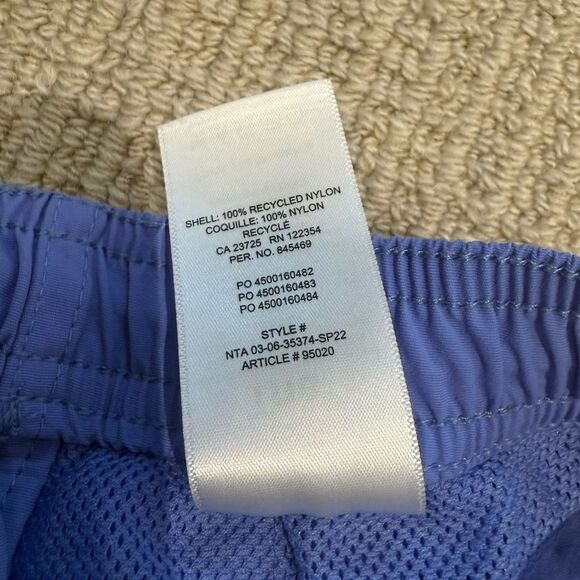 SHELL: 100% RECYCLED NYLON
COQUILLE: 100% NYLON
RECYCLÉ
CA 23725 RN 122354
PER. NO. 845469
PO 4500160482
PO 4500160483
PO 4500160484
STYLE #
NTA 03-06-35374-SP22
ARTICLE # 95020